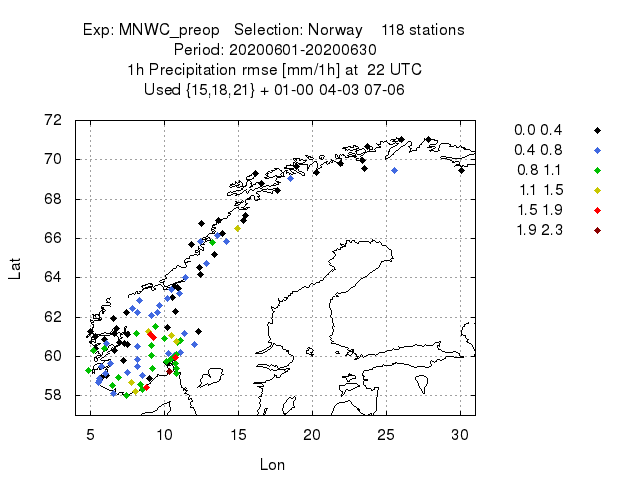 Exp: MNWC_preop   Selection: Norway    118 stations
Period: 20200601-20200630
1h Precipitation rmse [mm/1h] at  22 UTC
Used {15,18,21} + 01-00 04-03 07-06
72
70
68
66
64
62
60
58
5 10 15 20 25 30
Lat
Lon
0.0 0.4
0.4 0.8
0.8 1.1
1.1 1.5
1.5 1.9
1.9 2.3